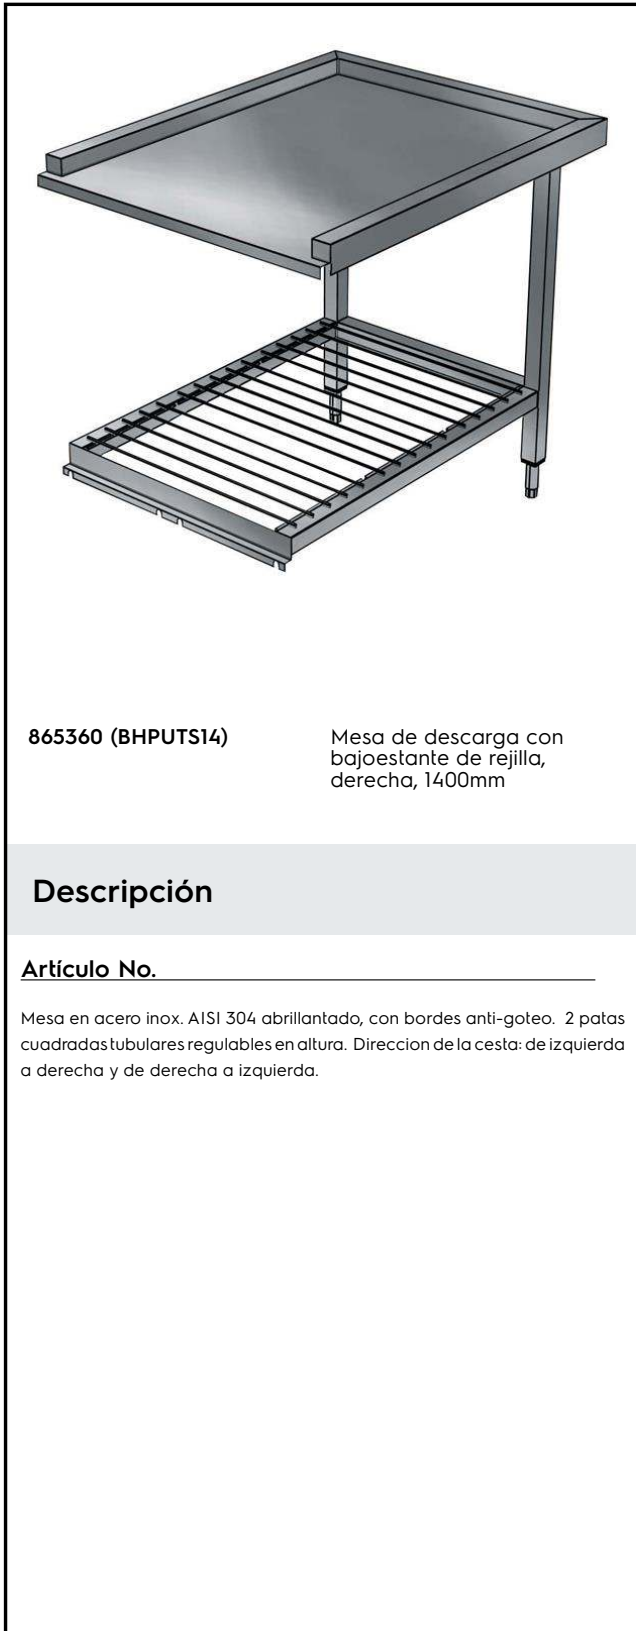 865360 (BHPUTS14)
Mesa de descarga con
bajoestante de rejilla,
derecha, 1400mm
Descripción
Artículo No.
Mesa en acero inox. AISI 304 abrillantado, con bordes anti-goteo. 2 patas
cuadradas tubulares regulables en altura. Direccion de la cesta: de izquierda
a derecha y de derecha a izquierda.